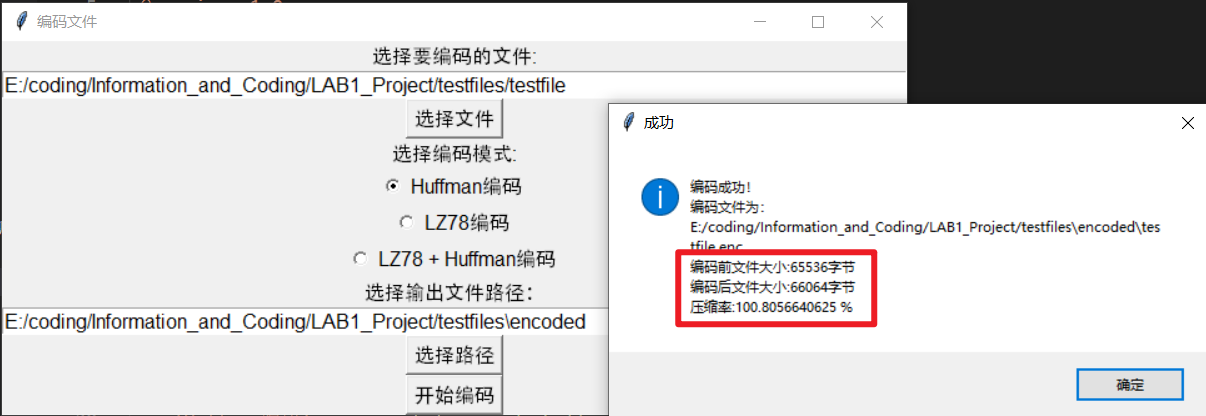 编码文件
选择要编码的文件:
E:/coding/Information_and_Coding/LAB1_Project/testfiles/testfile
选择文件
选择编码模式:
Huffman编码
LZ78编码
LZ78 + Huffman编码
选择输出文件路径:
E:/coding/Information_and_Coding/LAB1_Project/testfiles\encoded
选择路径
开始编码
成功
编码成功!
编码文件为:
E:/coding/Information_and_Coding/LAB1_Project/testfiles\encoded\tes
tfile.enc
编码前文件大小:65536字节
编码后文件大小:66064字节
压缩率:100.8056640625 %
确定